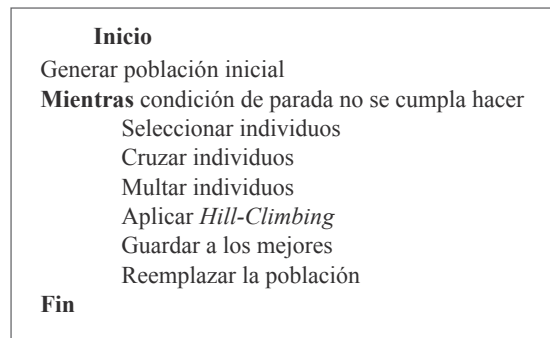 Inicio
Generar población inicial
Mientras condición de parada no se cumpla hacer
Seleccionar individuos
Cruzar individuos
Multar individuos
Aplicar Hill-Climbing
Guardar a los mejores
Reemplazar la población
Fin